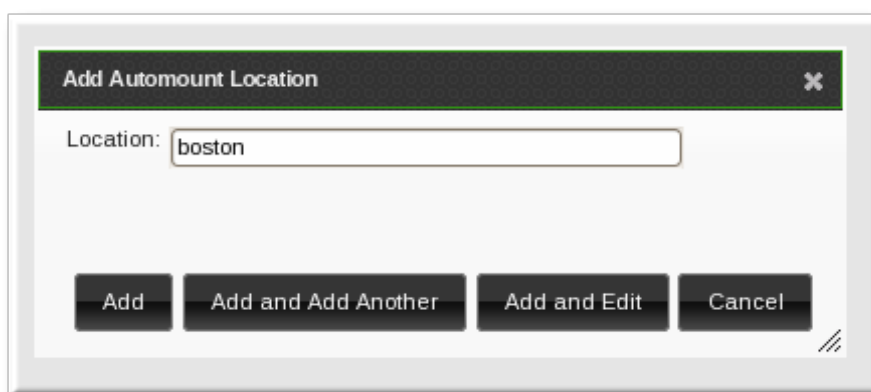 Add Automount Location
Location: boston
Add Add and Add Another Add and Edit Cancel